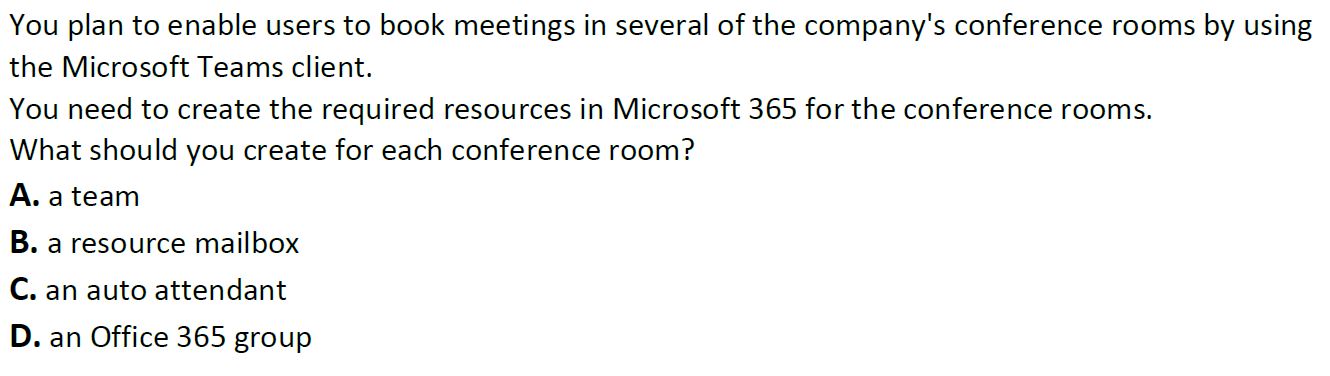 You plan to enable users to book meetings in several of the company's conference rooms by using
the Microsoft Teams client.
You need to create the required resources in Microsoft 365 for the conference rooms.
What should you create for each conference room?
A. a team
B. a resource mailbox
C. an auto attendant
D. an Office 365 group